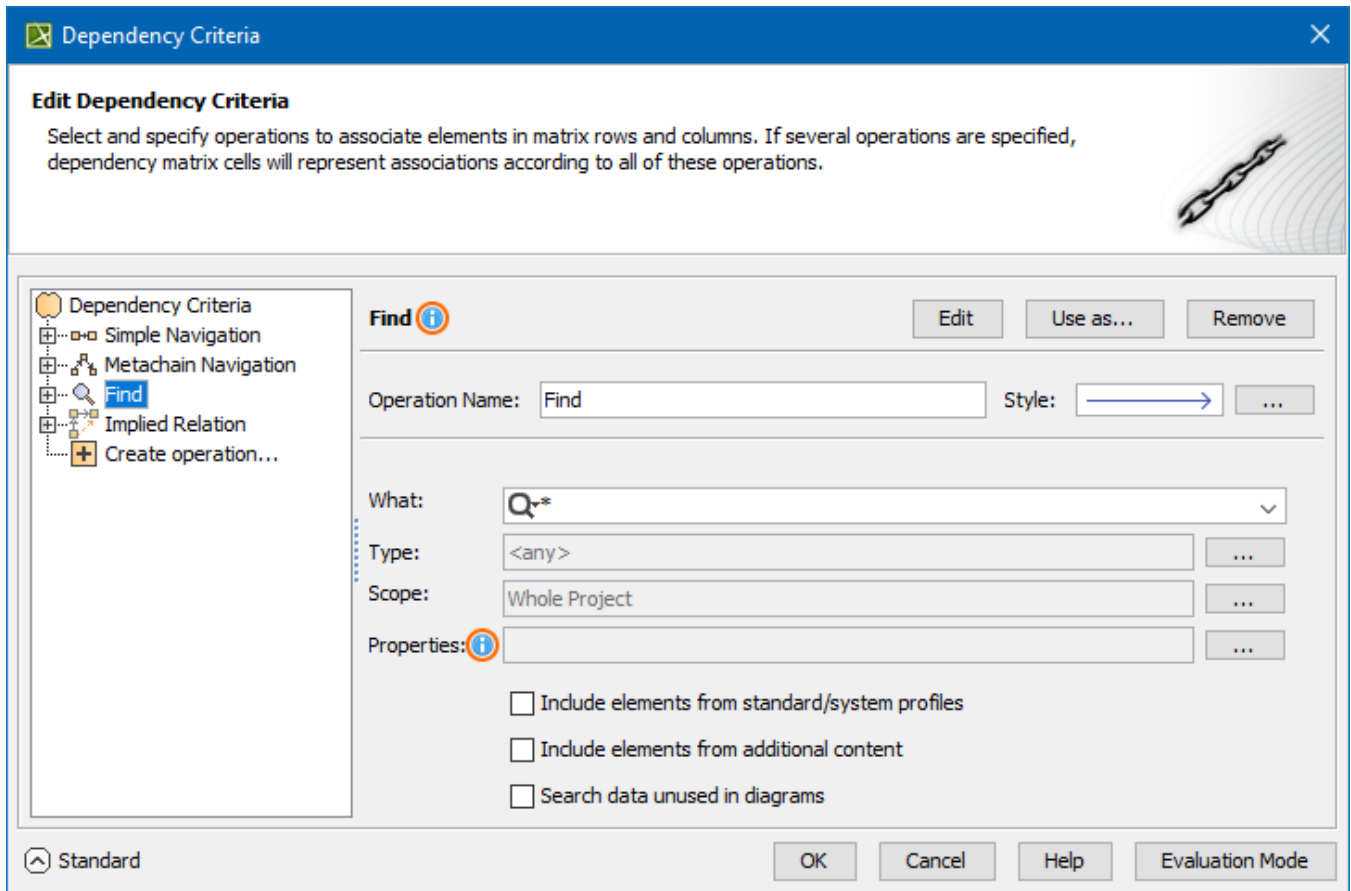 Dependency Criteria
Edit Dependency Criteria
Select and specify operations to associate elements in matrix rows and columns. If several operations are specified,
dependency matrix cells will represent associations according to all of these operations.
Dependency Criteria
Simple Navigation
Metachain Navigation
Find
Implied Relation
Create operation...
Find
Edit
Use as...
Remove
Operation Name:
Find
Style:
...
What:
*
Type:
<any>
...
Scope:
Whole Project
...
Properties:
...
Include elements from standard/system profiles
Include elements from additional content
Search data unused in diagrams
Standard
OK
Cancel
Help
Evaluation Mode